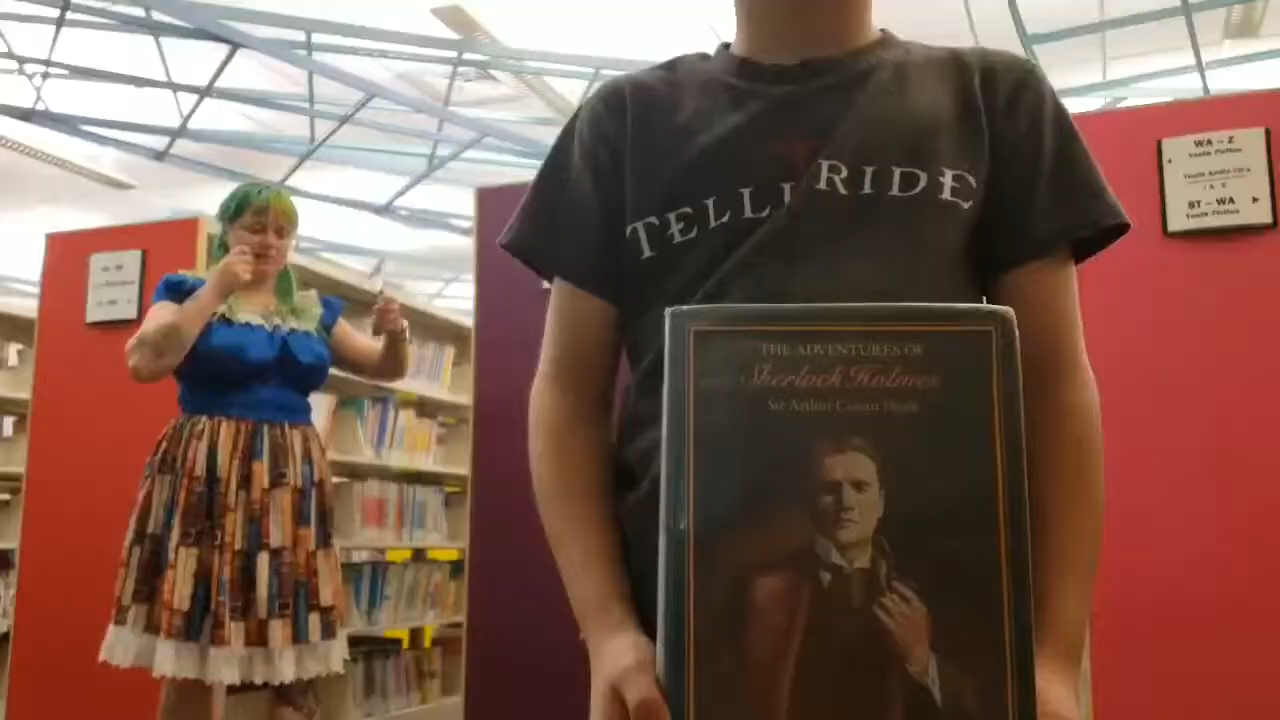 TELLURIDE
THE ADVENTURES OF
Sherlock Holmes
Sir Arthur Conan Doyle
WA - Z
Youth Fiction
ST - WA
Youth Fiction